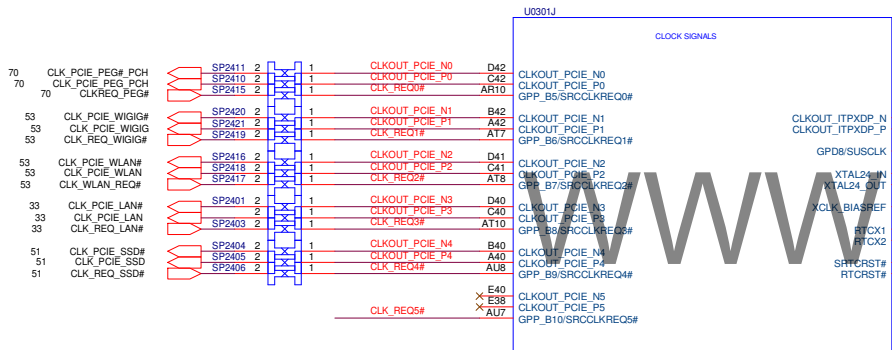 U0301J
CLOCK SIGNALS
70 CLK_PCIE_PEG#_PCH SP2411 2 1 CLKOUT_PCIE_N0 D42 CLKOUT_PCIE_N0
70 CLK_PCIE_PEG_PCH SP2410 2 1 CLKOUT_PCIE_P0 C42 CLKOUT_PCIE_P0
70 CLKREQ_PEG# SP2415 2 1 CLK_REQ0# AR10 GPP_B5/SRCCLKREQ0#
53 CLK_PCIE_WIGIG# SP2420 2 1 CLKOUT_PCIE_N1 B42 CLKOUT_PCIE_N1 CLKOUT_ITPXDP_N
53 CLK_PCIE_WIGIG SP2421 2 1 CLKOUT_PCIE_P1 A42 CLKOUT_PCIE_P1 CLKOUT_ITPXDP_P
53 CLK_REQ_WIGIG# SP2419 2 1 CLK_REQ1# AT7 GPP_B6/SRCCLKREQ1#
GPD8/SUSCLK
53 CLK_PCIE_WLAN# SP2416 2 1 CLKOUT_PCIE_N2 D41 CLKOUT_PCIE_N2
53 CLK_PCIE_WLAN SP2418 2 1 CLKOUT_PCIE_P2 C41 CLKOUT_PCIE_P2 XTAL24_IN
53 CLK_WLAN_REQ# SP2417 2 1 CLK_REQ2# AT8 GPP_B7/SRCCLKREQ2# XTAL24_OUT
WWW
33 CLK_PCIE_LAN# SP2401 2 1 CLKOUT_PCIE_N3 D40 CLKOUT_PCIE_N3 XCLK_BIASREF
33 CLK_PCIE_LAN 2 1 CLKOUT_PCIE_P3 C40 CLKOUT_PCIE_P3
33 CLK_REQ_LAN# SP2403 2 1 CLK_REQ3# AT10 GPP_B8/SRCCLKREQ3# RTCX1
RTCX2
51 CLK_PCIE_SSD# SP2404 2 1 CLKOUT_PCIE_N4 B40 CLKOUT_PCIE_N4
51 CLK_PCIE_SSD SP2405 2 1 CLKOUT_PCIE_P4 A40 CLKOUT_PCIE_P4 SRTCRST#
51 CLK_REQ_SSD# SP2406 2 1 CLK_REQ4# AU8 GPP_B9/SRCCLKREQ4# RTCRST#
E40 CLKOUT_PCIE_N5
E38 CLKOUT_PCIE_P5
CLK_REQ5# AU7 GPP_B10/SRCCLKREQ5#